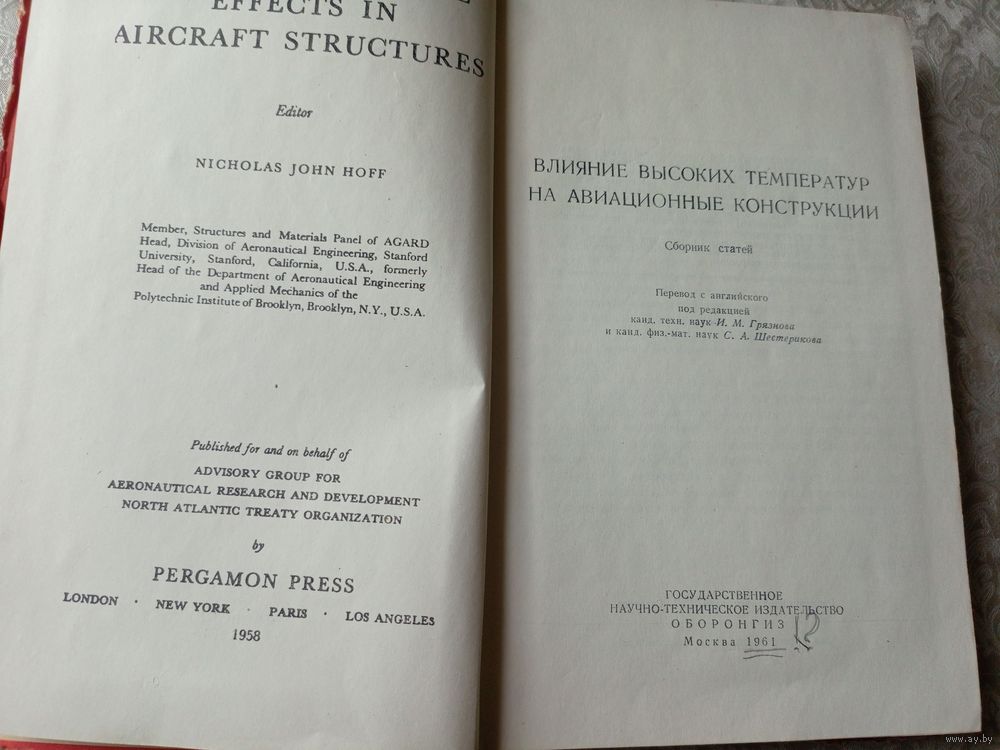 EFFECTS IN
AIRCRAFT STRUCTURES
Editor
NICHOLAS JOHN HOFF
Member, Structures and Materials Panel of AGARD
Head, Division of Aeronautical Engineering, Stanford
University, Stanford, California, U.S.A., formerly
Head of the Department of Aeronautical Engineering
and Applied Mechanics of the
Polytechnic Institute of Brooklyn, Brooklyn, N.Y., U.S.A.
Published for and on behalf of
ADVISORY GROUP FOR
AERONAUTICAL RESEARCH AND DEVELOPMENT
NORTH ATLANTIC TREATY ORGANIZATION
by
PERGAMON PRESS
LONDON · NEW YORK · PARIS · LOS ANGELES
1958
ВЛИЯНИЕ ВЫСОКИХ ТЕМПЕРАТУР
НА АВИАЦИОННЫЕ КОНСТРУКЦИИ
Сборник статей
Перевод с английского
под редакцией
канд. техн. наук И. М. Грязнова
и канд. физ.-мат. наук С. А. Шестерикова
ГОСУДАРСТВЕННОЕ
НАУЧНО-ТЕХНИЧЕСКОЕ ИЗДАТЕЛЬСТВО
ОБОРОНГИЗ
Москва 1961
www.ay.by